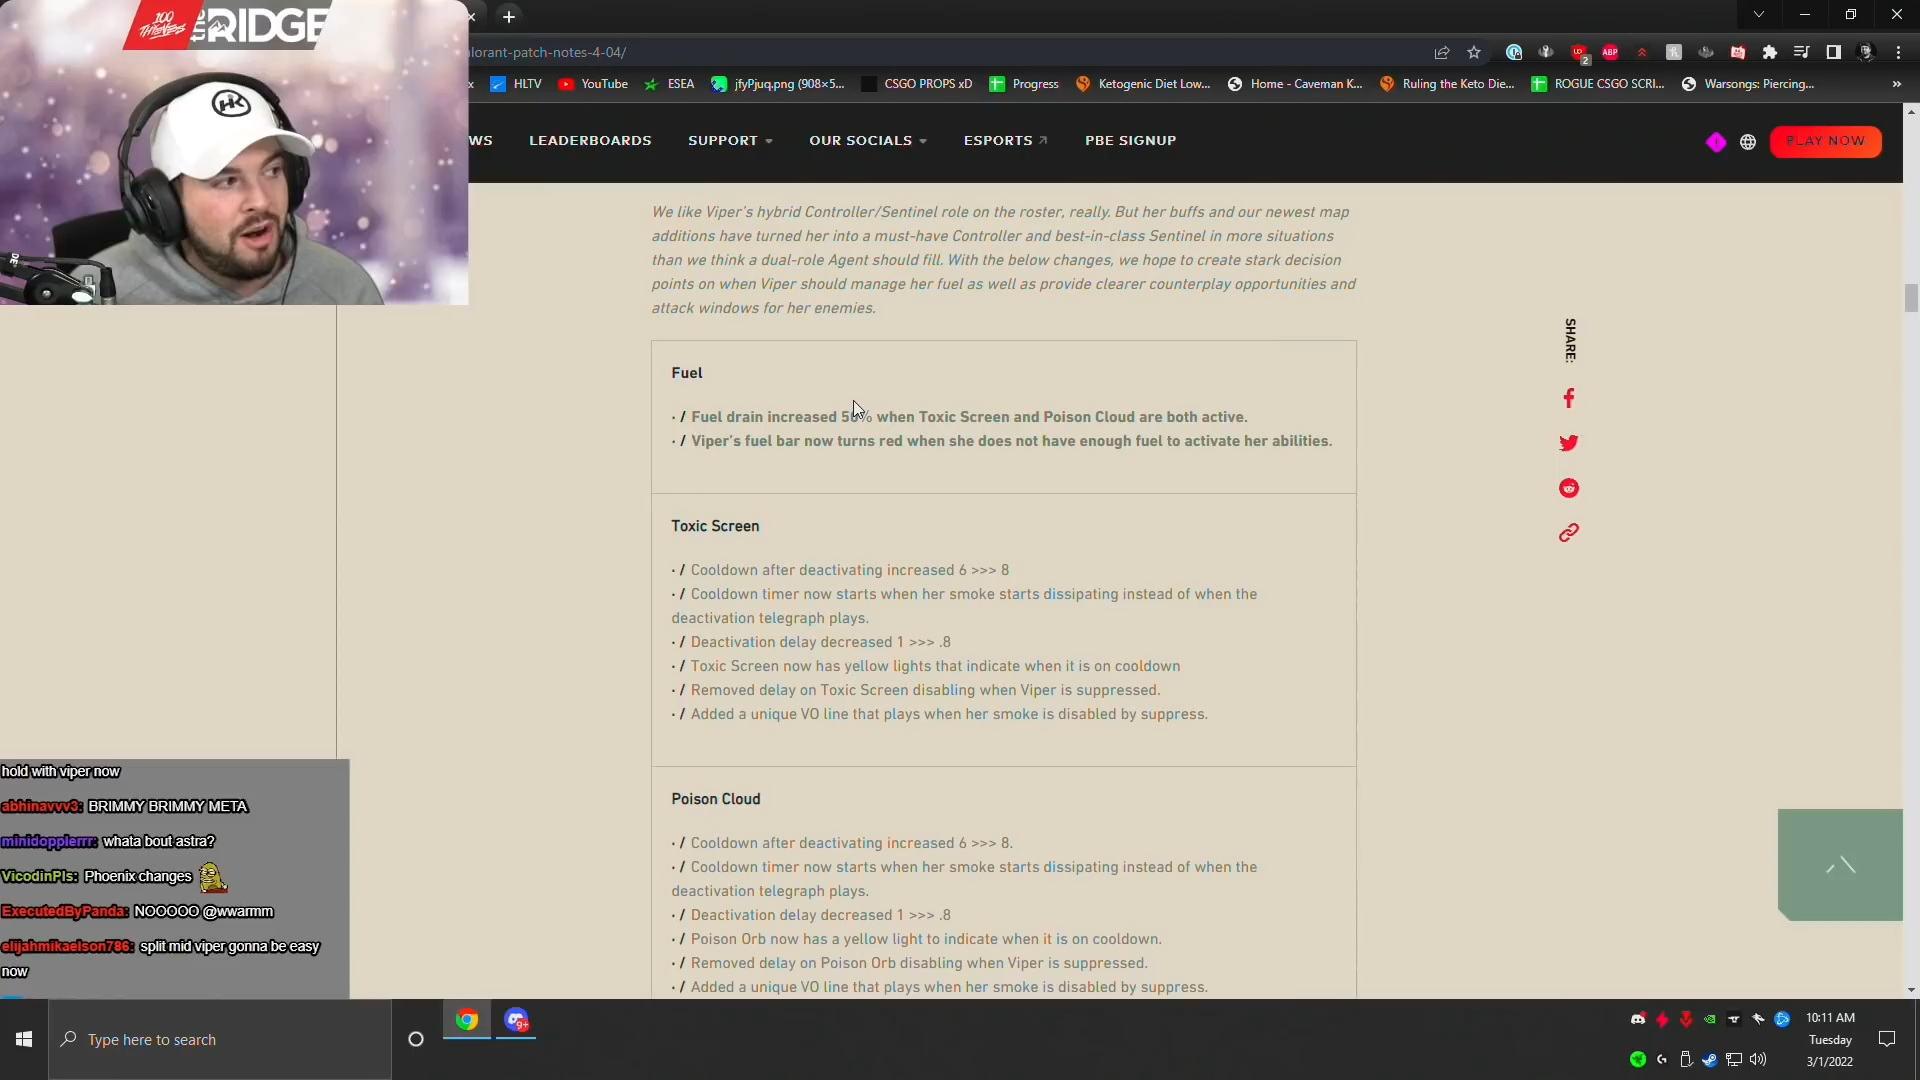 100 THIEVES the RIDGE
alorant-patch-notes-4-04/
HLTV YouTube ESEA jfyPjuq.png (908×5... CSGO PROPS xD Progress Ketogenic Diet Low... Home - Caveman K... Ruling the Keto Die... ROGUE CSGO SCRI... Warsongs: Piercing... »
WS LEADERBOARDS SUPPORT OUR SOCIALS ESPORTS PBE SIGNUP PLAY NOW
We like Viper's hybrid Controller/Sentinel role on the roster, really. But her buffs and our newest map
additions have turned her into a must-have Controller and best-in-class Sentinel in more situations
than we think a dual-role Agent should fill. With the below changes, we hope to create stark decision
points on when Viper should manage her fuel as well as provide clearer counterplay opportunities and
attack windows for her enemies.
SHARE:
Fuel
· / Fuel drain increased 50% when Toxic Screen and Poison Cloud are both active.
· / Viper's fuel bar now turns red when she does not have enough fuel to activate her abilities.
Toxic Screen
· / Cooldown after deactivating increased 6 >>> 8
· / Cooldown timer now starts when her smoke starts dissipating instead of when the
deactivation telegraph plays.
· / Deactivation delay decreased 1 >>> .8
· / Toxic Screen now has yellow lights that indicate when it is on cooldown
· / Removed delay on Toxic Screen disabling when Viper is suppressed.
· / Added a unique VO line that plays when her smoke is disabled by suppress.
Poison Cloud
· / Cooldown after deactivating increased 6 >>> 8.
· / Cooldown timer now starts when her smoke starts dissipating instead of when the
deactivation telegraph plays.
· / Deactivation delay decreased 1 >>> .8
· / Poison Orb now has a yellow light to indicate when it is on cooldown.
· / Removed delay on Poison Orb disabling when Viper is suppressed.
· / Added a unique VO line that plays when her smoke is disabled by suppress.
hold with viper now
abhinavvv3: BRIMMY BRIMMY META
minidopplerrr: whata bout astra?
VicodinPls: Phoenix changes
ExecutedByPanda: NOOOOO @wwarmm
elijahmikaelson786: split mid viper gonna be easy
now
Type here to search
9+
10:11 AM
Tuesday
3/1/2022